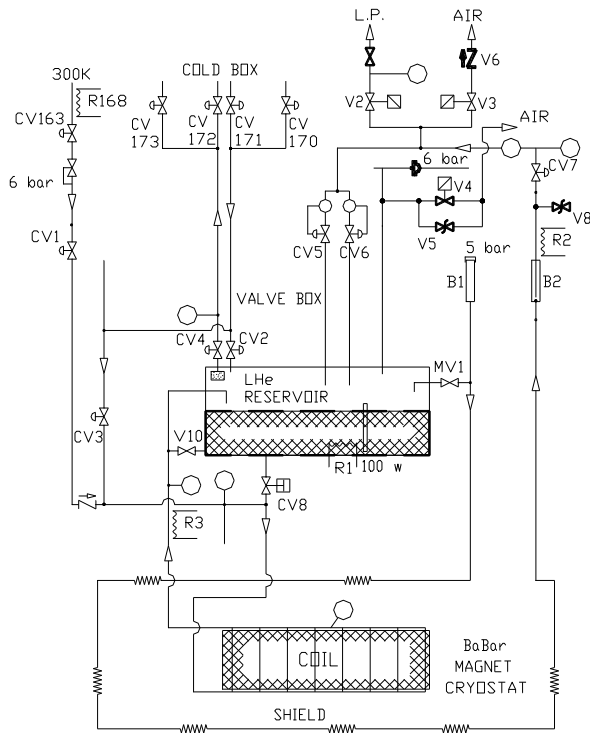 L.P.
AIR
V6
300K
COLD BOX
R168
V2
V3
CV163
CV
173
CV
172
CV
171
CV
170
AIR
6 bar
6 bar
V4
CV7
V8
V5
R2
CV1
CV5
CV6
5 bar
B1
B2
VALVE BOX
CV4
CV2
MV1
LHe
RESERVOIR
CV3
V10
R1
100 w
CV8
R3
COIL
BaBar
MAGNET
CRYOSTAT
SHIELD